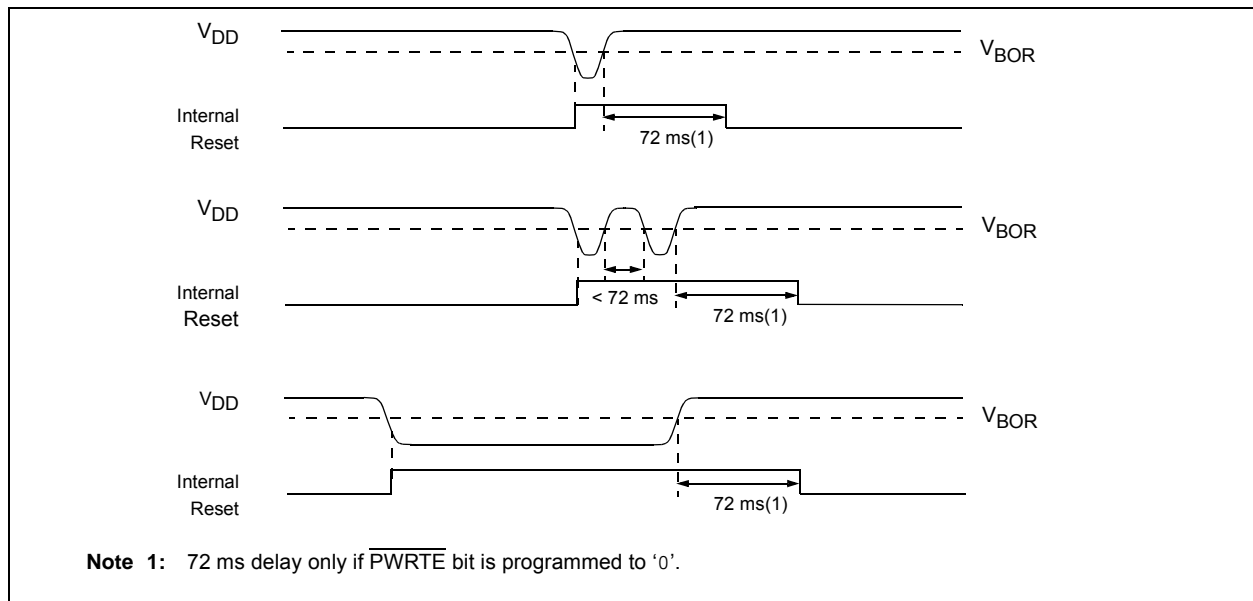 VDD
VBOR
Internal
Reset
72 ms(1)
VDD
VBOR
Internal
Reset
< 72 ms
72 ms(1)
VDD
VBOR
Internal
Reset
72 ms(1)
Note 1: 72 ms delay only if PWRTE bit is programmed to ‘0’.